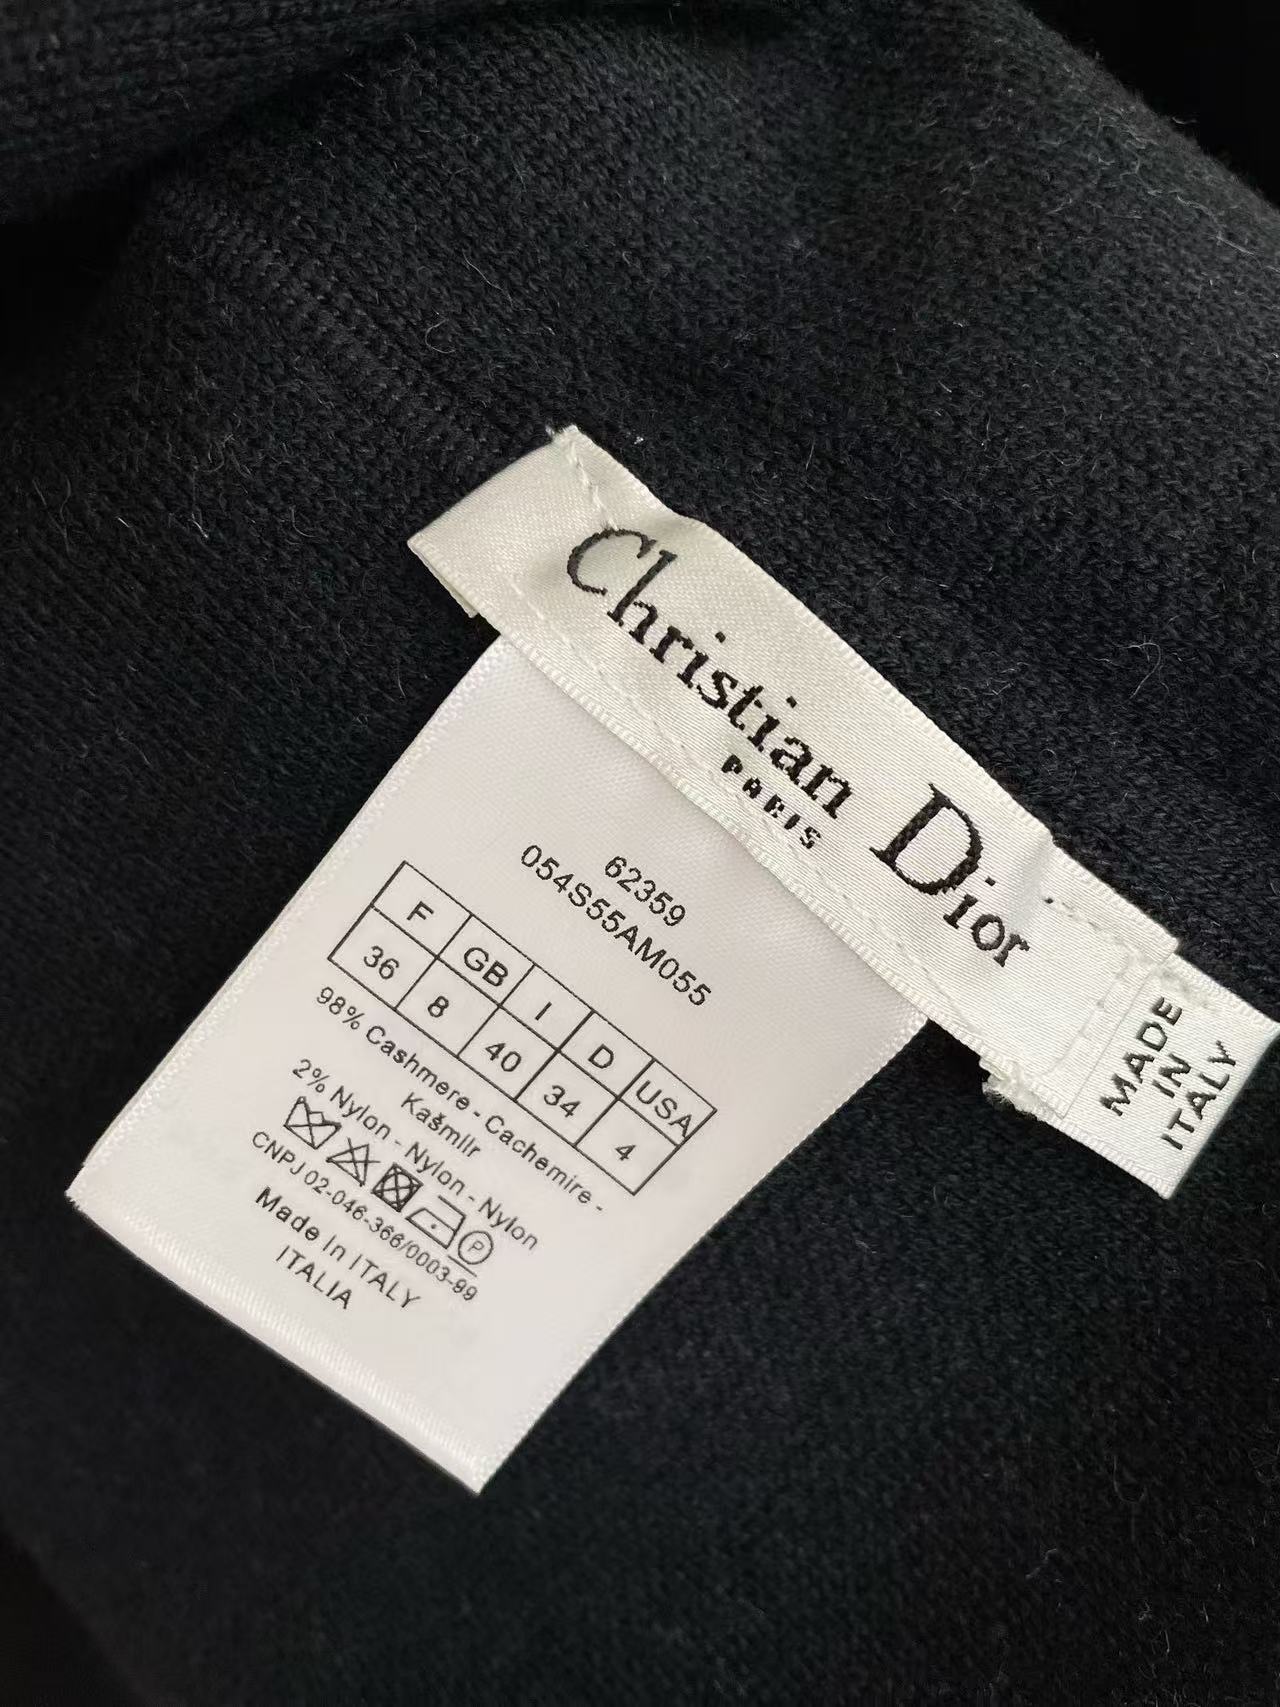 Christian Dior
PARIS
MADE
IN
ITALY
62359
054S55AM055
F GB I D USA
36 8 40 34 4
98% Cashmere - Cachemire -
Kašmilr
2% Nylon - Nylon - Nylon
P
CNPJ 02-046-366/0003-99
Made In ITALY
ITALIA